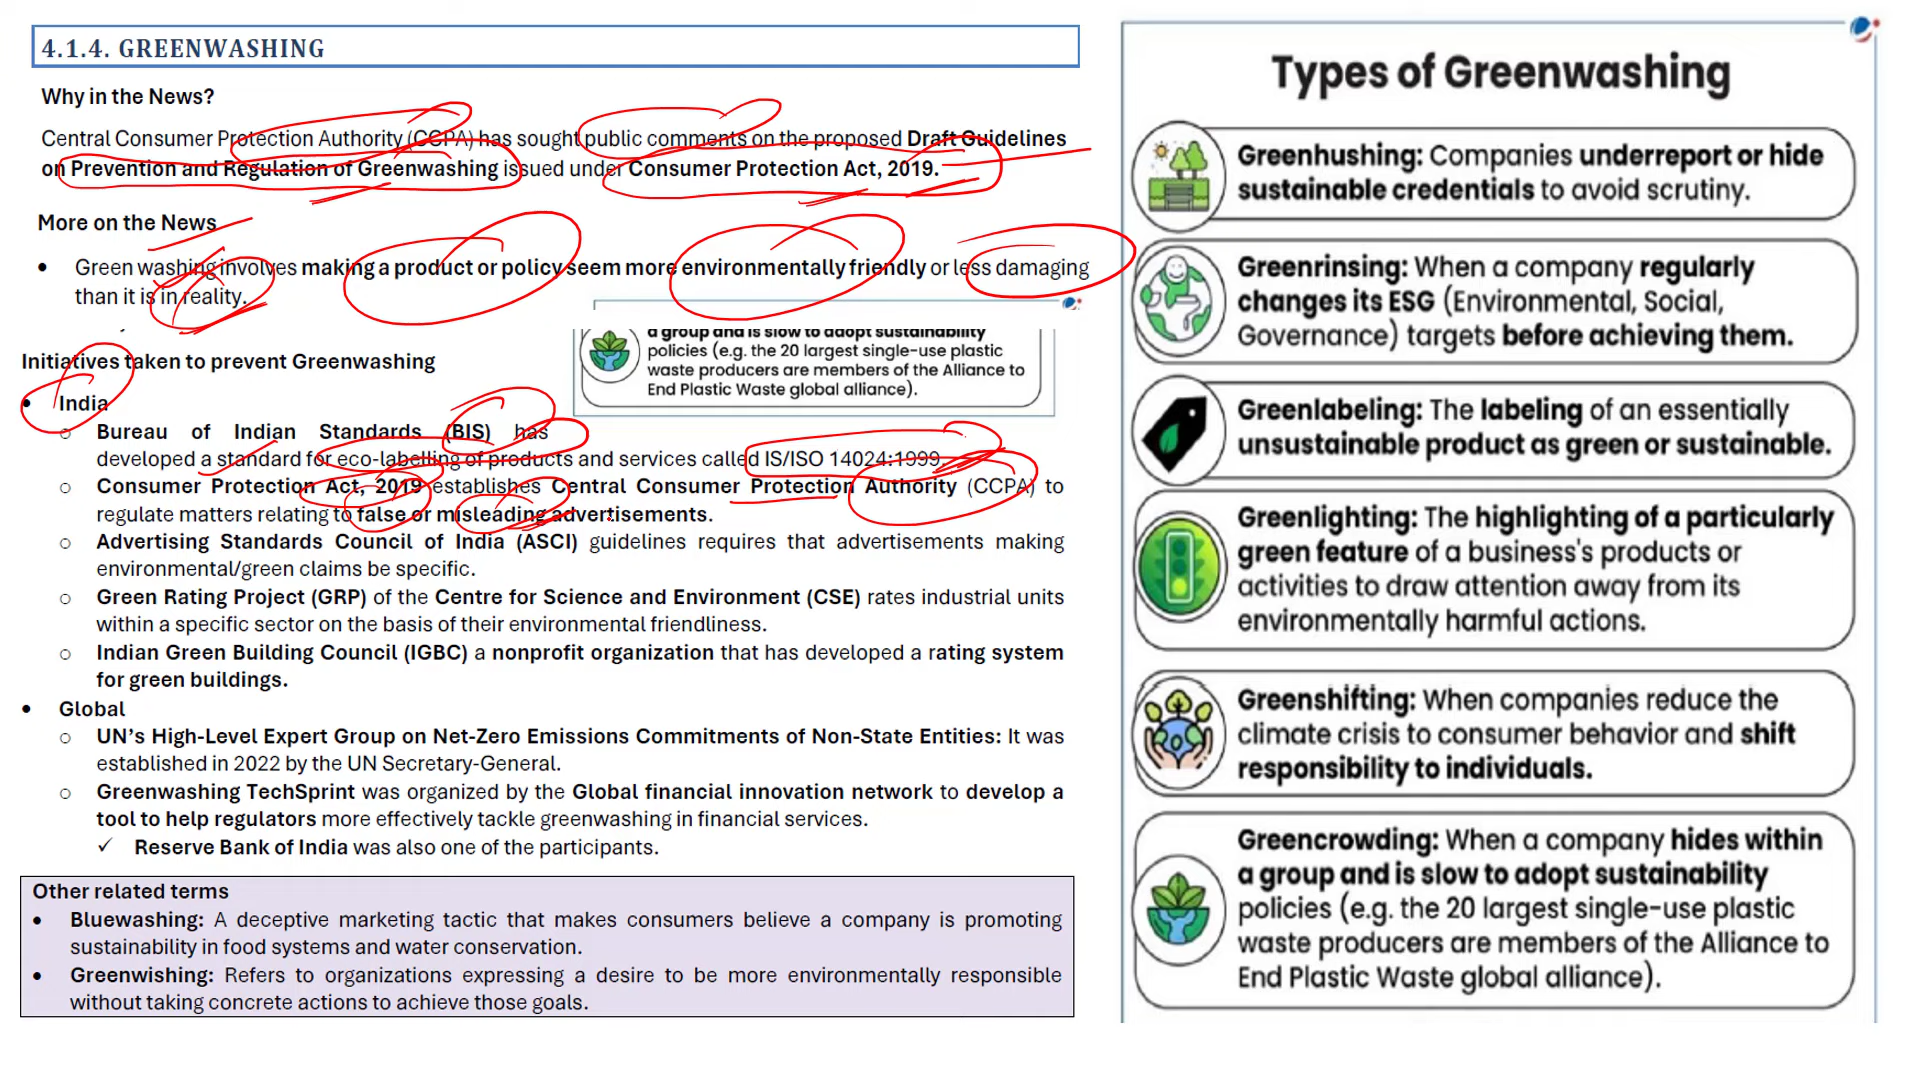 4.1.4. GREENWASHING
Why in the News?
Central Consumer Protection Authority (CCPA) has sought public comments on the proposed Draft Guidelines
on Prevention and Regulation of Greenwashing issued under Consumer Protection Act, 2019.
More on the News
• Green washing involves making a product or policy seem more environmentally friendly or less damaging
than it is in reality.
a group and is slow to adopt sustainability
policies (e.g. the 20 largest single-use plastic
waste producers are members of the Alliance to
End Plastic Waste global alliance).
Initiatives taken to prevent Greenwashing
• India
o Bureau of Indian Standards (BIS) has
developed a standard for eco-labelling of products and services called IS/ISO 14024:1999.
o Consumer Protection Act, 2019 establishes Central Consumer Protection Authority (CCPA) to
regulate matters relating to false or misleading advertisements.
o Advertising Standards Council of India (ASCI) guidelines requires that advertisements making
environmental/green claims be specific.
o Green Rating Project (GRP) of the Centre for Science and Environment (CSE) rates industrial units
within a specific sector on the basis of their environmental friendliness.
o Indian Green Building Council (IGBC) a nonprofit organization that has developed a rating system
for green buildings.
• Global
o UN's High-Level Expert Group on Net-Zero Emissions Commitments of Non-State Entities: It was
established in 2022 by the UN Secretary-General.
o Greenwashing TechSprint was organized by the Global financial innovation network to develop a
tool to help regulators more effectively tackle greenwashing in financial services.
✓ Reserve Bank of India was also one of the participants.
Other related terms
• Bluewashing: A deceptive marketing tactic that makes consumers believe a company is promoting
sustainability in food systems and water conservation.
• Greenwishing: Refers to organizations expressing a desire to be more environmentally responsible
without taking concrete actions to achieve those goals.
Types of Greenwashing
Greenhushing: Companies underreport or hide
sustainable credentials to avoid scrutiny.
Greenrinsing: When a company regularly
changes its ESG (Environmental, Social,
Governance) targets before achieving them.
Greenlabeling: The labeling of an essentially
unsustainable product as green or sustainable.
Greenlighting: The highlighting of a particularly
green feature of a business's products or
activities to draw attention away from its
environmentally harmful actions.
Greenshifting: When companies reduce the
climate crisis to consumer behavior and shift
responsibility to individuals.
Greencrowding: When a company hides within
a group and is slow to adopt sustainability
policies (e.g. the 20 largest single-use plastic
waste producers are members of the Alliance to
End Plastic Waste global alliance).